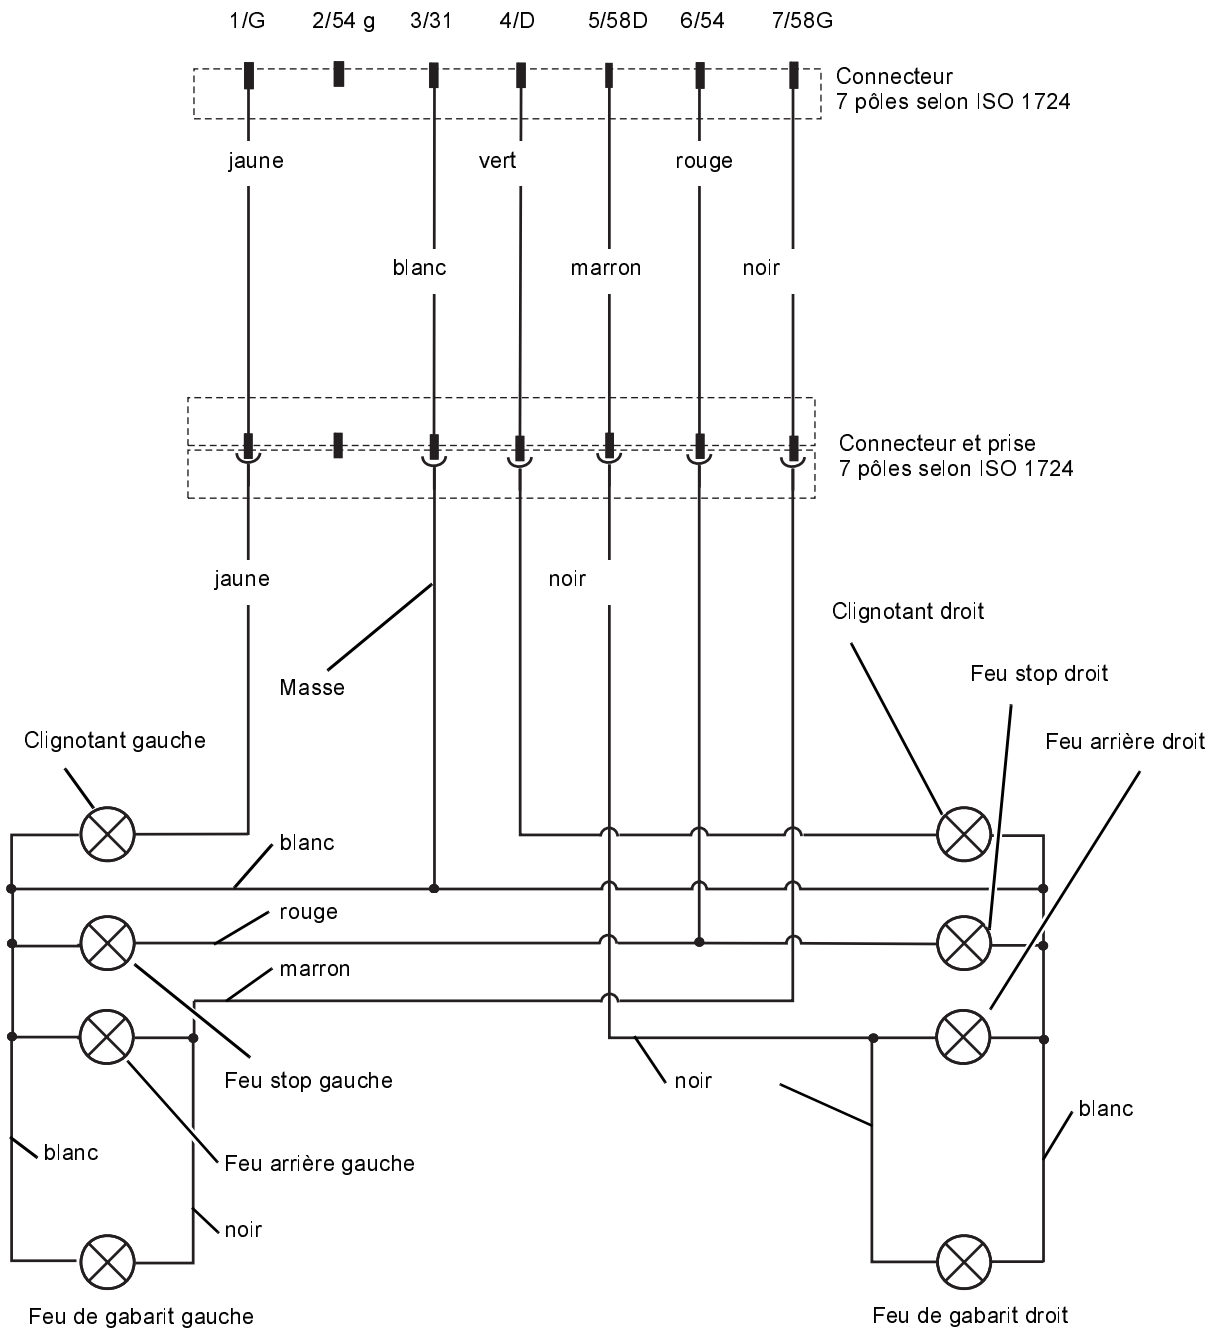 1/G 2/54 g 3/31 4/D 5/58D 6/54 7/58G
Connecteur
7 pôles selon ISO 1724
jaune vert rouge
blanc marron noir
Connecteur et prise
7 pôles selon ISO 1724
jaune noir
Clignotant droit
Feu stop droit
Masse
Clignotant gauche
Feu arrière droit
blanc
rouge
marron
Feu stop gauche
noir
blanc
blanc
Feu arrière gauche
noir
Feu de gabarit gauche
Feu de gabarit droit